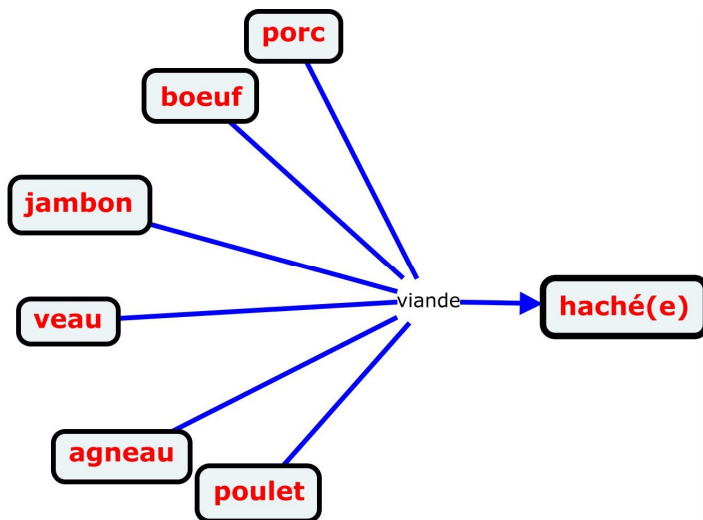 porc
boeuf
jambon
viande
haché(e)
veau
agneau
poulet